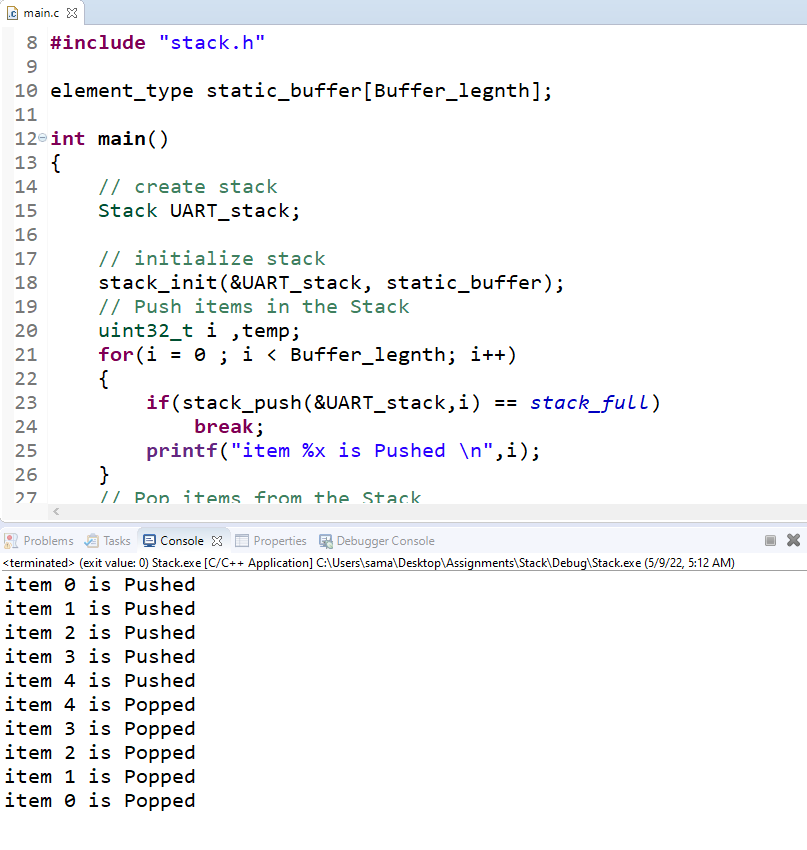 main.c
8 #include "stack.h"
9
10 element_type static_buffer[Buffer_legnth];
11
12 int main()
13 {
14 // create stack
15 Stack UART_stack;
16
17 // initialize stack
18 stack_init(&UART_stack, static_buffer);
19 // Push items in the Stack
20 uint32_t i ,temp;
21 for(i = 0 ; i < Buffer_legnth; i++)
22 {
23 if(stack_push(&UART_stack,i) == stack_full)
24 break;
25 printf("item %x is Pushed \n",i);
26 }
27 // Pop items from the Stack
Problems Tasks Console Properties Debugger Console
<terminated> (exit value: 0) Stack.exe [C/C++ Application] C:\Users\sama\Desktop\Assignments\Stack\Debug\Stack.exe (5/9/22, 5:12 AM)
item 0 is Pushed
item 1 is Pushed
item 2 is Pushed
item 3 is Pushed
item 4 is Pushed
item 4 is Popped
item 3 is Popped
item 2 is Popped
item 1 is Popped
item 0 is Popped